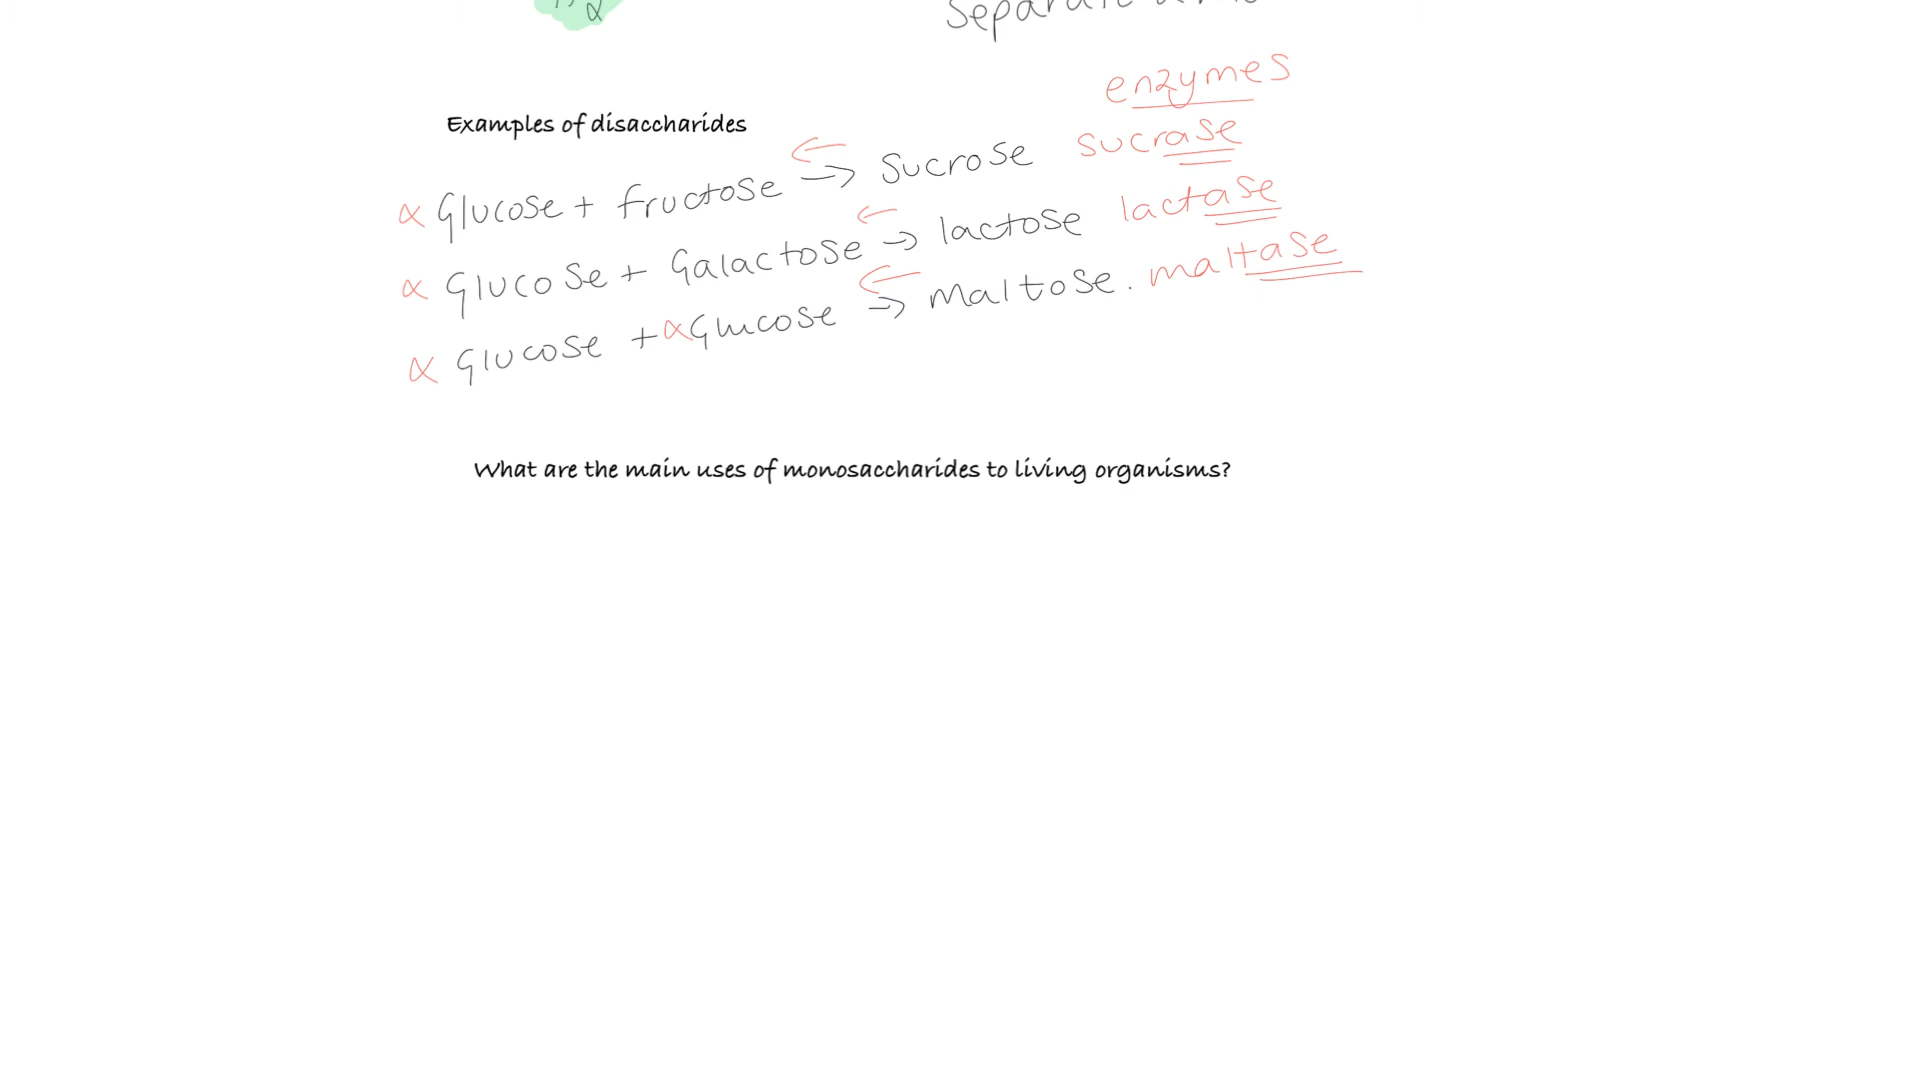 α
enzymes
Examples of disaccharides
α Glucose + fructose → Sucrose sucrase
α Glucose + Galactose → lactose lactase
α Glucose + α Glucose → maltose. maltase
What are the main uses of monosaccharides to living organisms?